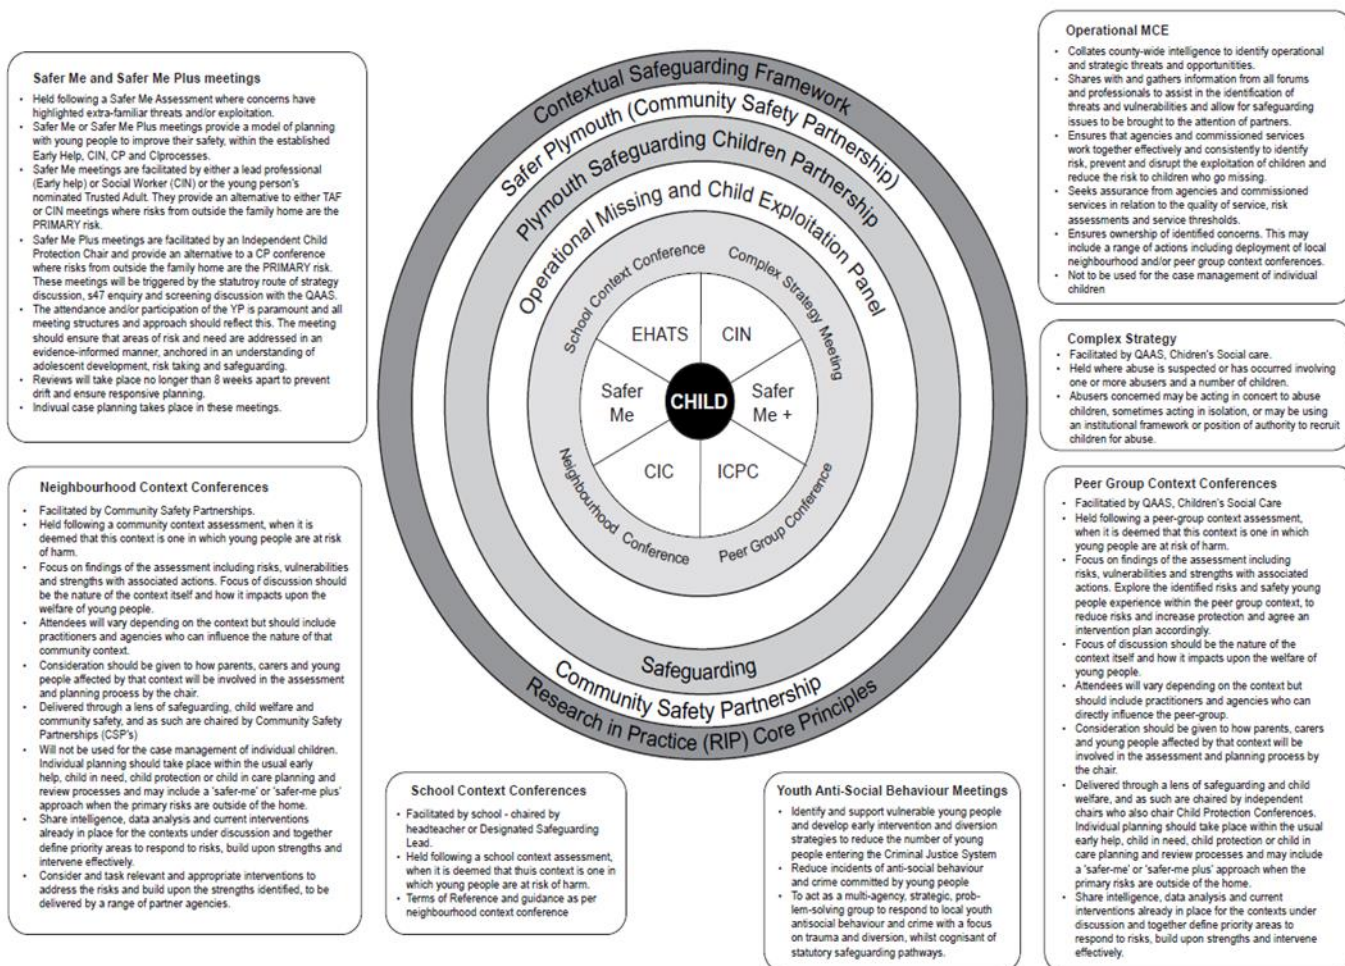 Safer Me and Safer Me Plus meetings
• Held following a Safer Me Assessment where concerns have
highlighted extra-familiar threats and/or exploitation.
• Safer Me or Safer Me Plus meetings provide a model of planning
with young people to improve their safety, within the established
Early Help, CIN, CP and CIprocesses.
• Safer Me meetings are facilitated by either a lead professional
(Early help) or Social Worker (CIN) or the young person's
nominated Trusted Adult. They provide an alternative to either TAF
or CIN meetings where risks from outside the family home are the
PRIMARY risk.
• Safer Me Plus meetings are facilitated by an Independent Child
Protection Chair and provide an alternative to a CP conference
where risks from outside the family home are the PRIMARY risk.
These meetings will be triggered by the statutroy route of strategy
discussion, s47 enquiry and screening discussion with the QAAS.
• The attendance and/or participation of the YP is paramount and all
meeting structures and approach should reflect this. The meeting
should ensure that areas of risk and need are addressed in an
evidence-informed manner, anchored in an understanding of
adolescent development, risk taking and safeguarding.
• Reviews will take place no longer than 8 weeks apart to prevent
drift and ensure responsive planning.
• Indivual case planning takes place in these meetings.
Neighbourhood Context Conferences
• Facilitated by Community Safety Partnerships.
• Held following a community context assessment, when it is
deemed that this context is one in which young people are at risk
of harm.
• Focus on findings of the assessment including risks, vulnerabilities
and strengths with associated actions. Focus of discussion should
be the nature of the context itself and how it impacts upon the
welfare of young people.
• Attendees will vary depending on the context but should include
practitioners and agencies who can influence the nature of that
community context.
• Consideration should be given to how parents, carers and young
people affected by that context will be involved in the assessment
and planning process by the chair.
• Delivered through a lens of safeguarding, child welfare and
community safety, and as such are chaired by Community Safety
Partnerships (CSP's)
• Will not be used for the case management of individual children.
Individual planning should take place within the usual early
help, child in need, child protection or child in care planning and
review processes and may include a 'safer-me' or 'safer-me plus'
approach when the primary risks are outside of the home.
• Share intelligence, data analysis and current interventions
already in place for the contexts under discussion and together
define priority areas to respond to risks, build upon strengths and
intervene effectively.
• Consider and task relevant and appropriate interventions to
address the risks and build upon the strengths identified, to be
delivered by a range of partner agencies.
Contextual Safeguarding Framework
Safer Plymouth (Community Safety Partnership)
Plymouth Safeguarding Children Partnership
Operational Missing and Child Exploitation Panel
School Context Conference
Complex Strategy Meeting
EHATS
CIN
Safer
Me
CHILD
Safer
Me +
CIC
ICPC
Neighbourhood Conference
Peer Group Conference
Safeguarding
Community Safety Partnership
Research in Practice (RIP) Core Principles
School Context Conferences
• Facilitated by school - chaired by
headteacher or Designated Safeguarding
Lead.
• Held following a school context assessment,
when it is deemed that thuis context is one in
which young people are at risk of harm.
• Terms of Reference and guidance as per
neighbourhood context conference
Youth Anti-Social Behaviour Meetings
• Identify and support vulnerable young people
and develop early intervention and diversion
strategies to reduce the number of young
people entering the Criminal Justice System
• Reduce incidents of anti-social behaviour
and crime committed by young people
• To act as a multi-agency, strategic, prob-
lem-solving group to respond to local youth
antisocial behaviour and crime with a focus
on trauma and diversion, whilst cognisant of
statutory safeguarding pathways.
Operational MCE
• Collates county-wide intelligence to identify operational
and strategic threats and opportunitities.
• Shares with and gathers information from all forums
and professionals to assist in the identification of
threats and vulnerabilities and allow for safeguarding
issues to be brought to the attention of partners.
• Ensures that agencies and commissioned services
work together effectively and consistently to identify
risk, prevent and disrupt the exploitation of children and
reduce the risk to children who go missing.
• Seeks assurance from agencies and commissioned
services in relation to the quality of service, risk
assessments and service thresholds.
• Ensures ownership of identified concerns. This may
include a range of actions including deployment of local
neighbourhood and/or peer group context conferences.
• Not to be used for the case management of individual
children
Complex Strategy
• Facilitated by QAAS, Chidren's Social care.
• Held where abuse is suspected or has occurred involving
one or more abusers and a number of children.
• Abusers concerned may be acting in concert to abuse
children, sometimes acting in isolation, or may be using
an institutional framework or position of authority to recruit
children for abuse.
Peer Group Context Conferences
• Facilitatied by QAAS, Children's Social Care
• Held following a peer-group context assessment,
when it is deemed that this context is one in which
young people are at risk of harm.
• Focus on findings of the assessment including
risks, vulnerabilities and strengths with associated
actions. Explore the identified risks and safety young
people experience within the peer group context, to
reduce risks and increase protection and agree an
intervention plan accordingly.
• Focus of discussion should be the nature of the
context itself and how it impacts upon the welfare of
young people.
• Attendees will vary depending on the context but
should include practitioners and agencies who can
directly influence the peer-group.
• Consideration should be given to how parents, carers
and young people affected by that context will be
involved in the assessment and planning process by
the chair.
• Delivered through a lens of safeguarding and child
welfare, and as such are chaired by independent
chairs who also chair Child Protection Conferences.
Individual planning should take place within the usual
early help, child in need, child protection or child in
care planning and review processes and may include
a 'safer-me' or 'safer-me plus' approach when the
primary risks are outside of the home.
• Share intelligence, data analysis and current
interventions already in place for the contexts under
discussion and together define priority areas to
respond to risks, build upon strengths and intervene
effectively.